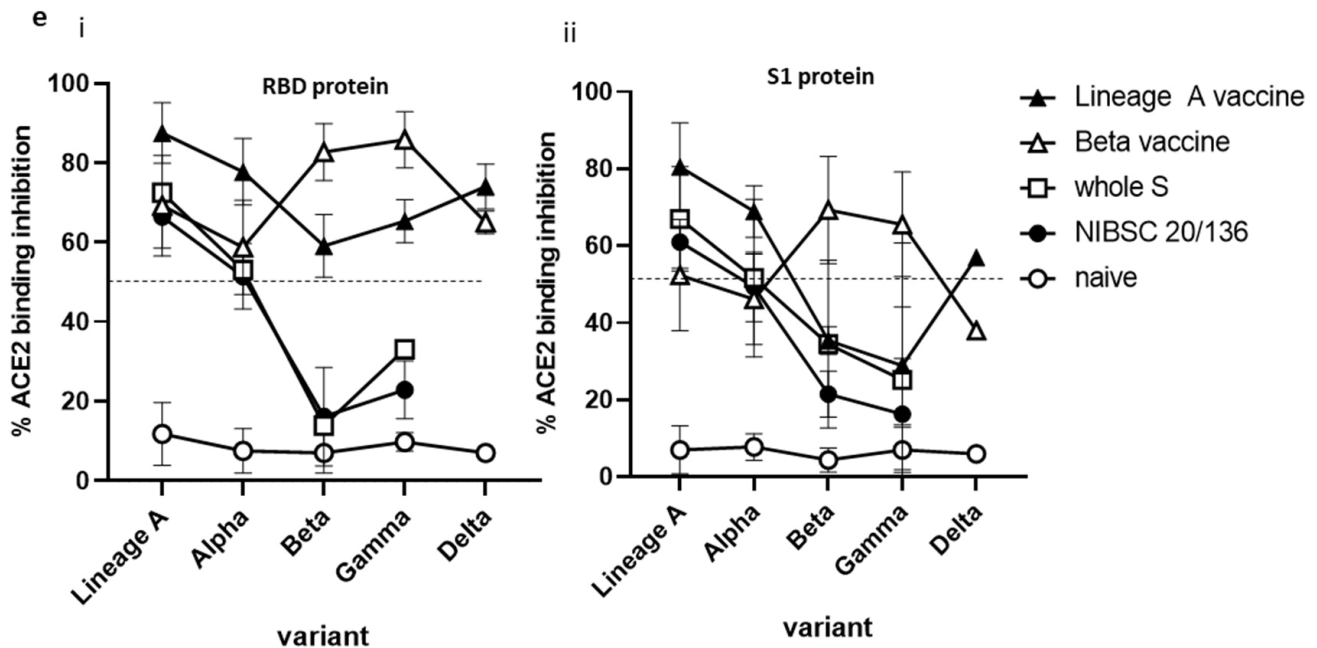 e
i
RBD protein
% ACE2 binding inhibition
100
80
60
40
20
0
Lineage A
Alpha
Beta
Gamma
Delta
variant
ii
S1 protein
% ACE2 binding inhibition
100
80
60
40
20
0
Lineage A
Alpha
Beta
Gamma
Delta
variant
Lineage A vaccine
Beta vaccine
whole S
NIBSC 20/136
naive